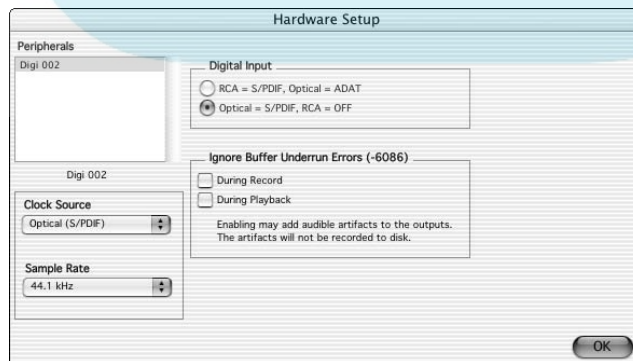 Hardware Setup
Peripherals
Digi 002
Digi 002
Clock Source
Optical (S/PDIF)
Sample Rate
44.1 kHz
Digital Input
RCA = S/PDIF, Optical = ADAT
Optical = S/PDIF, RCA = OFF
Ignore Buffer Underrun Errors (-6086)
During Record
During Playback
Enabling may add audible artifacts to the outputs.
The artifacts will not be recorded to disk.
OK